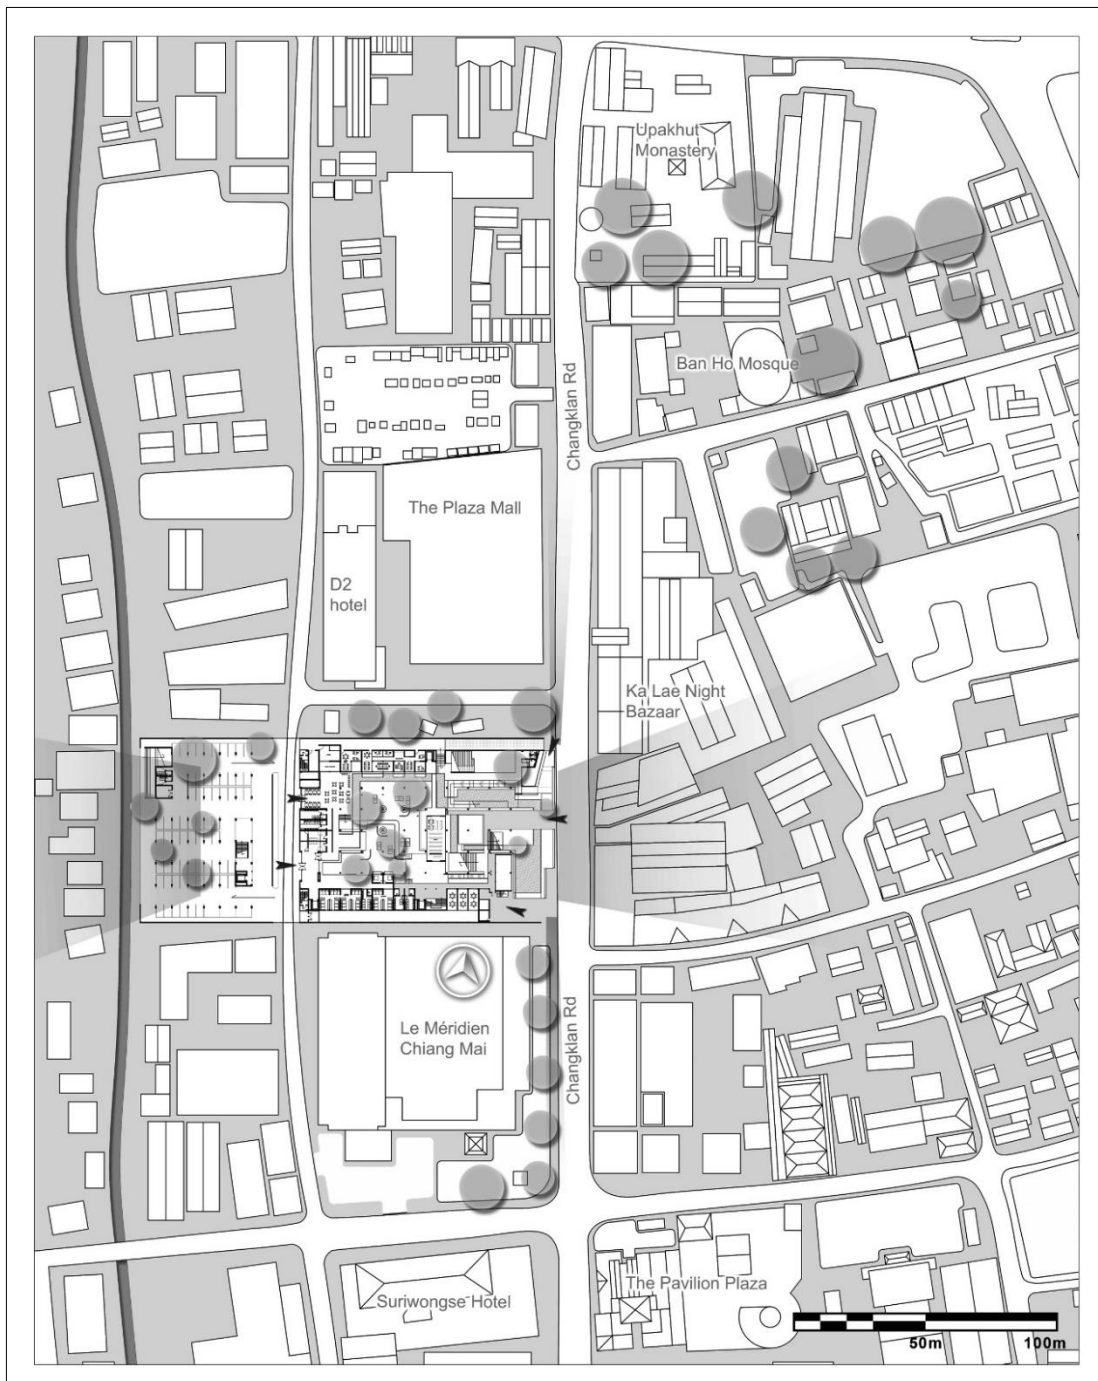 Upakhut
Monastery
Ban Ho Mosque
Changklan Rd
The Plaza Mall
D2
hotel
Ka Lae Night
Bazaar
Le Méridien
Chiang Mai
Changklan Rd
The Pavilion Plaza
Suriwongse Hotel
50m
100m